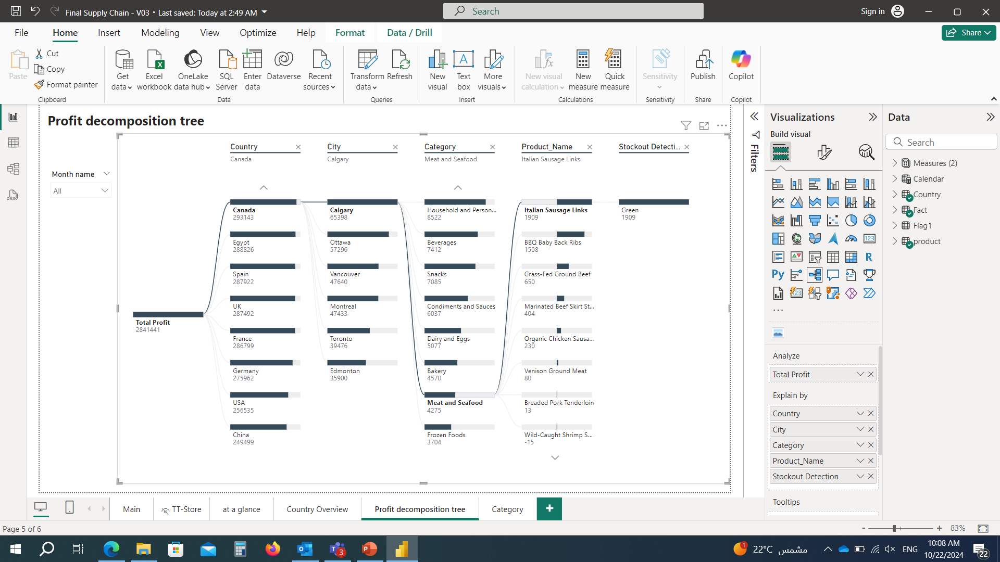 Final Supply Chain - V03 • Last saved: Today at 2:49 AM
Search
Sign in
File
Home
Insert
Modeling
View
Optimize
Help
Format
Data / Drill
Share
Paste
Cut
Copy
Format painter
Clipboard
Get data
Excel workbook
OneLake data hub
SQL Server
Enter data
Dataverse
Recent sources
Data
Transform data
Refresh
Queries
New visual
Text box
More visuals
Insert
New visual calculation
New measure
Quick measure
Calculations
Sensitivity
Sensitivity
Publish
Share
Copilot
Copilot
Profit decomposition tree
Month name
All
Country
Canada
City
Calgary
Category
Meat and Seafood
Product_Name
Italian Sausage Links
Stockout Detecti...
Total Profit
2841441
Canada
293143
Egypt
288826
Spain
287922
UK
287492
France
286799
Germany
275962
USA
256535
China
249499
Calgary
65398
Ottawa
57296
Vancouver
47640
Montreal
47433
Toronto
39476
Edmonton
35900
Household and Person...
8522
Beverages
7412
Snacks
7085
Condiments and Sauces
6037
Dairy and Eggs
5077
Bakery
4570
Meat and Seafood
4275
Frozen Foods
3704
Italian Sausage Links
1909
BBQ Baby Back Ribs
1508
Grass-Fed Ground Beef
650
Marinated Beef Skirt St...
404
Organic Chicken Sausa...
230
Venison Ground Meat
80
Breaded Pork Tenderloin
13
Wild-Caught Shrimp S...
-15
Green
1909
Filters
Visualizations
Build visual
123
R
Py
123
...
Analyze
Total Profit
Explain by
Country
City
Category
Product_Name
Stockout Detection
Tooltips
Data
Search
Measures (2)
Calendar
Country
Fact
Flag1
product
Main
TT-Store
at a glance
Country Overview
Profit decomposition tree
Category
+
Page 5 of 6
- + 83%
1
3
22°C مشمس
ENG
10:08 AM
10/22/2024
22